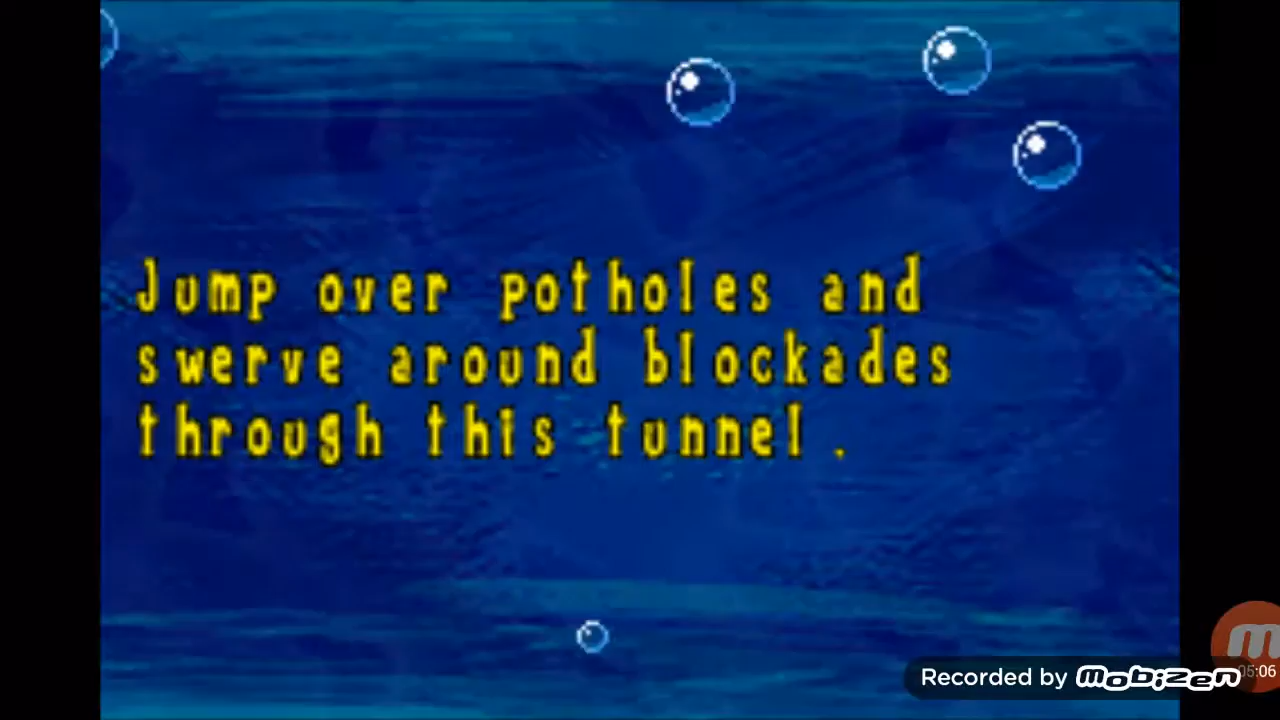 Jump over potholes and
swerve around blockades
through this tunnel.
Recorded by Mobizen
05:06